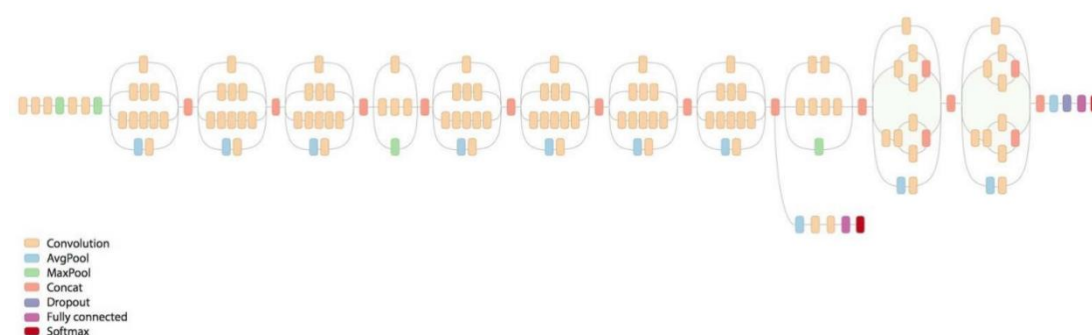 Convolution
AvgPool
MaxPool
Concat
Dropout
Fully connected
Softmax